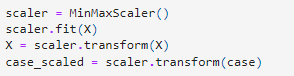 scaler = MinMaxScaler()
scaler.fit(X)
X = scaler.transform(X)
case_scaled = scaler.transform(case)